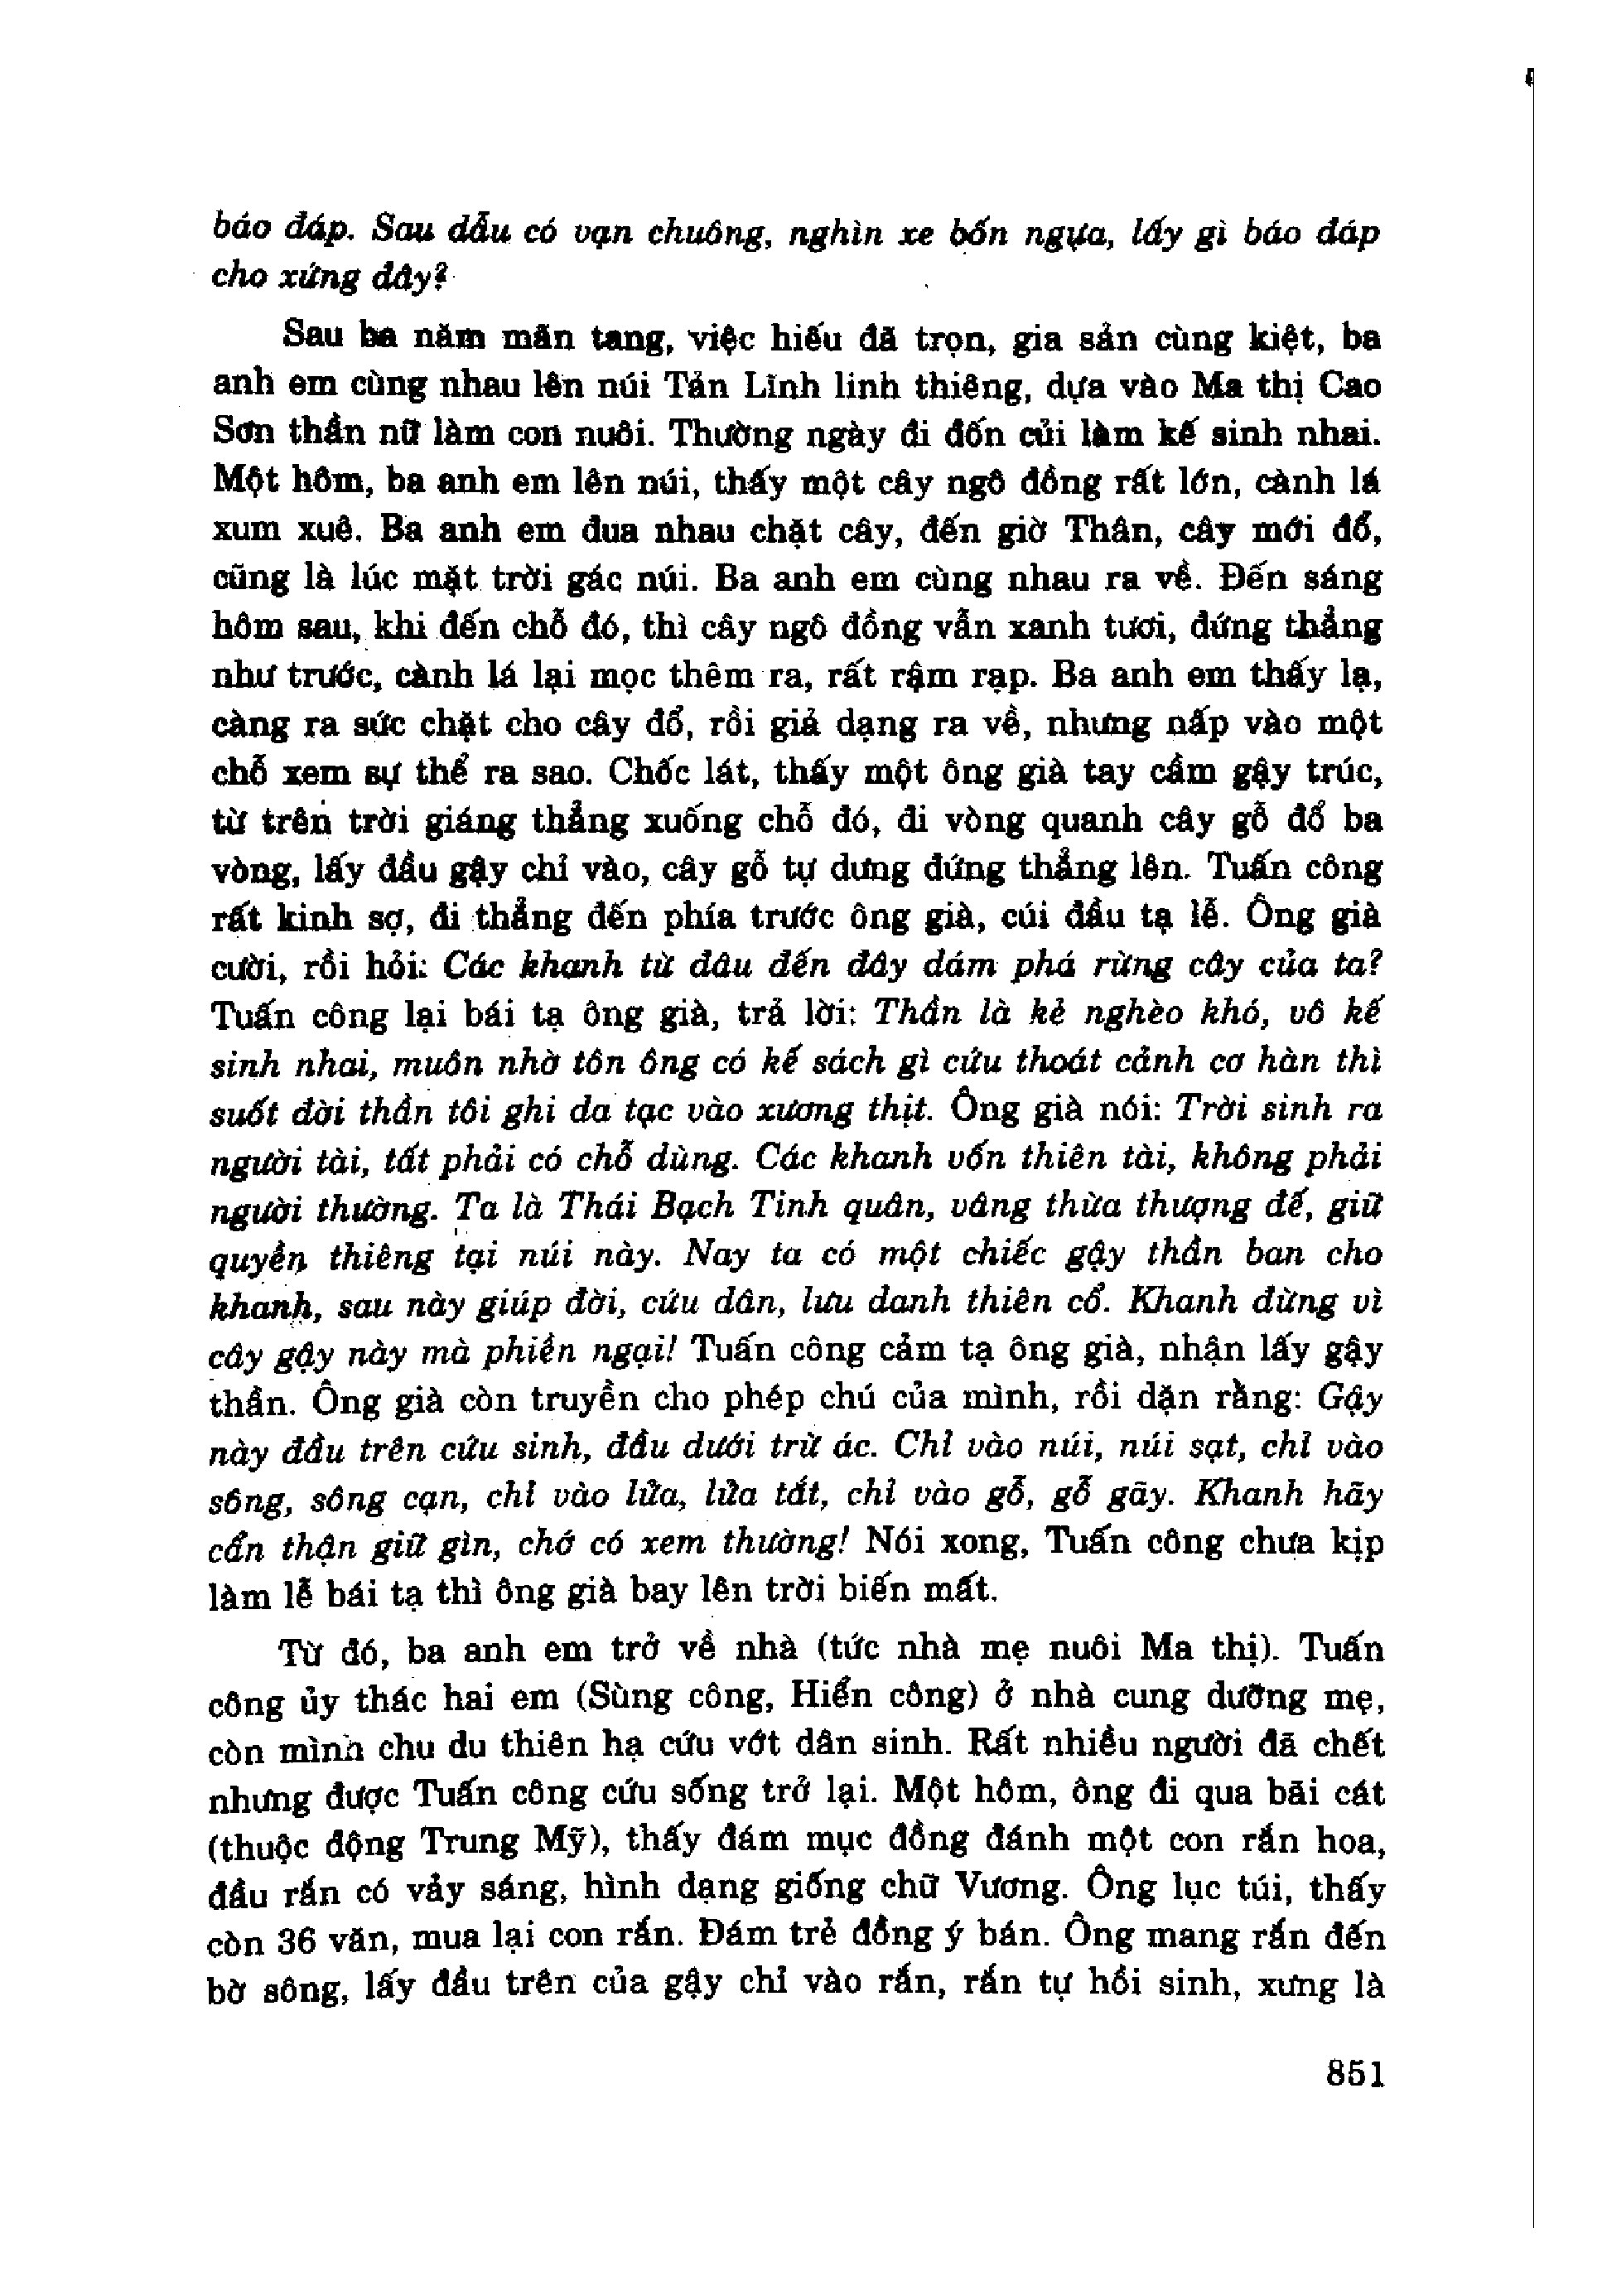 báo đáp. Sau dẫu có vạn chuông, nghìn xe bốn ngựa, lấy gì báo đáp
cho xứng đây?
Sau ba năm mãn tang, việc hiếu đã trọn, gia sản cùng kiệt, ba
anh em cùng nhau lên núi Tản Lĩnh linh thiêng, dựa vào Ma thị Cao
Sơn thần nữ làm con nuôi. Thường ngày đi đốn củi làm kế sinh nhai.
Một hôm, ba anh em lên núi, thấy một cây ngô đồng rất lớn, cành lá
xum xuê. Ba anh em đua nhau chặt cây, đến giờ Thân, cây mới đổ,
cũng là lúc mặt trời gác núi. Ba anh em cùng nhau ra về. Đến sáng
hôm sau, khi đến chỗ đó, thì cây ngô đồng vẫn xanh tươi, đứng thẳng
như trước, cành lá lại mọc thêm ra, rất rậm rạp. Ba anh em thấy lạ,
càng ra sức chặt cho cây đổ, rồi giả dạng ra về, nhưng nấp vào một
chỗ xem sự thể ra sao. Chốc lát, thấy một ông già tay cầm gậy trúc,
từ trên trời giáng thẳng xuống chỗ đó, đi vòng quanh cây gỗ đổ ba
vòng, lấy đầu gậy chỉ vào, cây gỗ tự dưng đứng thẳng lên. Tuấn công
rất kinh sợ, đi thẳng đến phía trước ông già, cúi đầu tạ lễ. Ông già
cười, rồi hỏi: Các khanh từ đâu đến đây dám phá rừng cây của ta?
Tuấn công lại bái tạ ông già, trả lời: Thần là kẻ nghèo khó, vô kế
sinh nhai, muôn nhờ tôn ông có kế sách gì cứu thoát cảnh cơ hàn thì
suốt đời thần tôi ghi da tạc vào xương thịt. Ông già nói: Trời sinh ra
người tài, tất phải có chỗ dùng. Các khanh vốn thiên tài, không phải
người thường. Ta là Thái Bạch Tinh quân, vâng thừa thượng đế, giữ
quyền thiêng tại núi này. Nay ta có một chiếc gậy thần ban cho
khanh, sau này giúp đời, cứu dân, lưu danh thiên cổ. Khanh đừng vì
cây gậy này mà phiền ngại! Tuấn công cảm tạ ông già, nhận lấy gậy
thần. Ông già còn truyền cho phép chú của mình, rồi dặn rằng: Gậy
này đầu trên cứu sinh, đầu dưới trừ ác. Chỉ vào núi, núi sạt, chỉ vào
sông, sông cạn, chỉ vào lửa, lửa tắt, chỉ vào gỗ, gỗ gãy. Khanh hãy
cẩn thận giữ gìn, chớ có xem thường! Nói xong, Tuấn công chưa kịp
làm lễ bái tạ thì ông già bay lên trời biến mất.
Từ đó, ba anh em trở về nhà (tức nhà mẹ nuôi Ma thị). Tuấn
công ủy thác hai em (Sùng công, Hiển công) ở nhà cung dưỡng mẹ,
còn mình chu du thiên hạ cứu vớt dân sinh. Rất nhiều người đã chết
nhưng được Tuấn công cứu sống trở lại. Một hôm, ông đi qua bãi cát
(thuộc động Trung Mỹ), thấy đám mục đồng đánh một con rắn hoa,
đầu rắn có vảy sáng, hình dạng giống chữ Vương. Ông lục túi, thấy
còn 36 văn, mua lại con rắn. Đám trẻ đồng ý bán. Ông mang rắn đến
bờ sông, lấy đầu trên của gậy chỉ vào rắn, rắn tự hồi sinh, xưng là
851